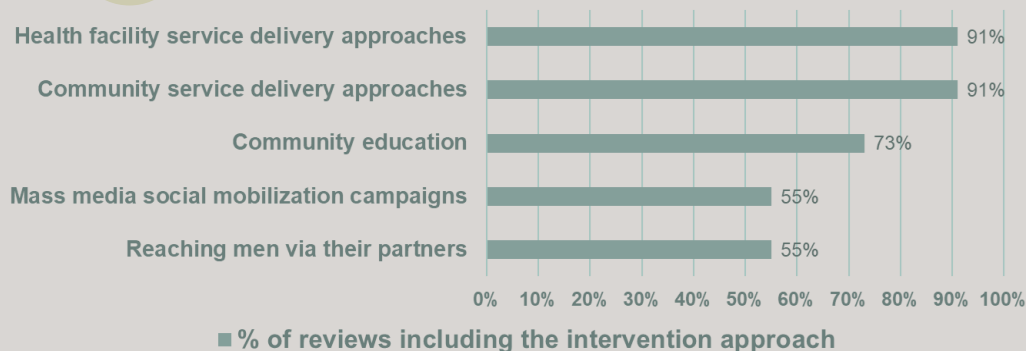 Health facility service delivery approaches 91%
Community service delivery approaches 91%
Community education 73%
Mass media social mobilization campaigns 55%
Reaching men via their partners 55%
0% 10% 20% 30% 40% 50% 60% 70% 80% 90% 100%
% of reviews including the intervention approach